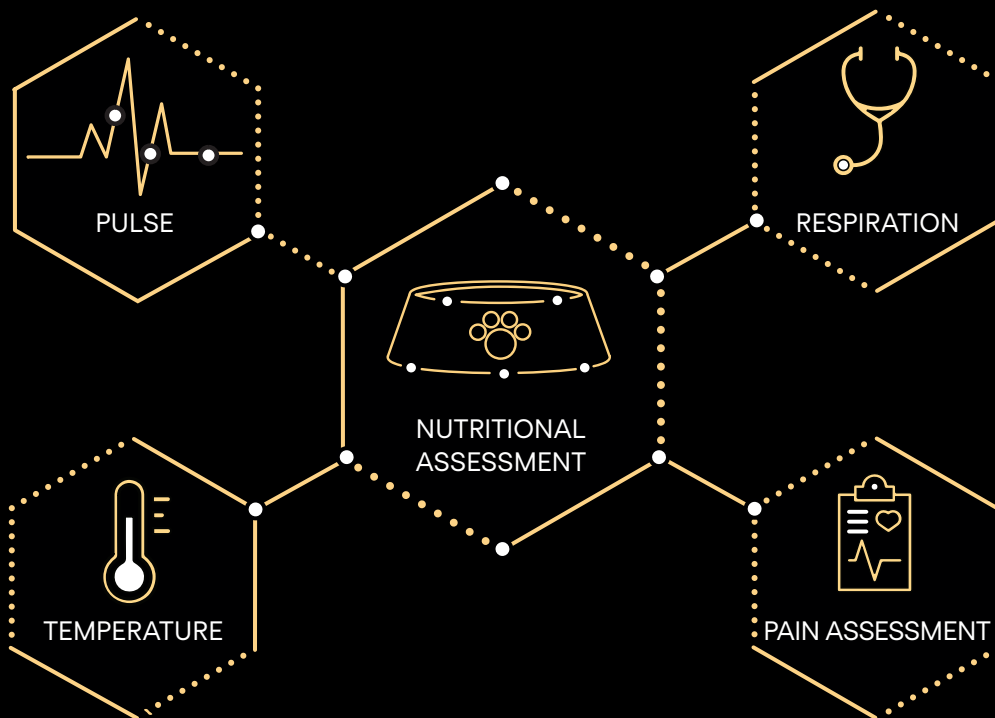 PULSE
RESPIRATION
NUTRITIONAL
ASSESSMENT
TEMPERATURE
PAIN ASSESSMENT